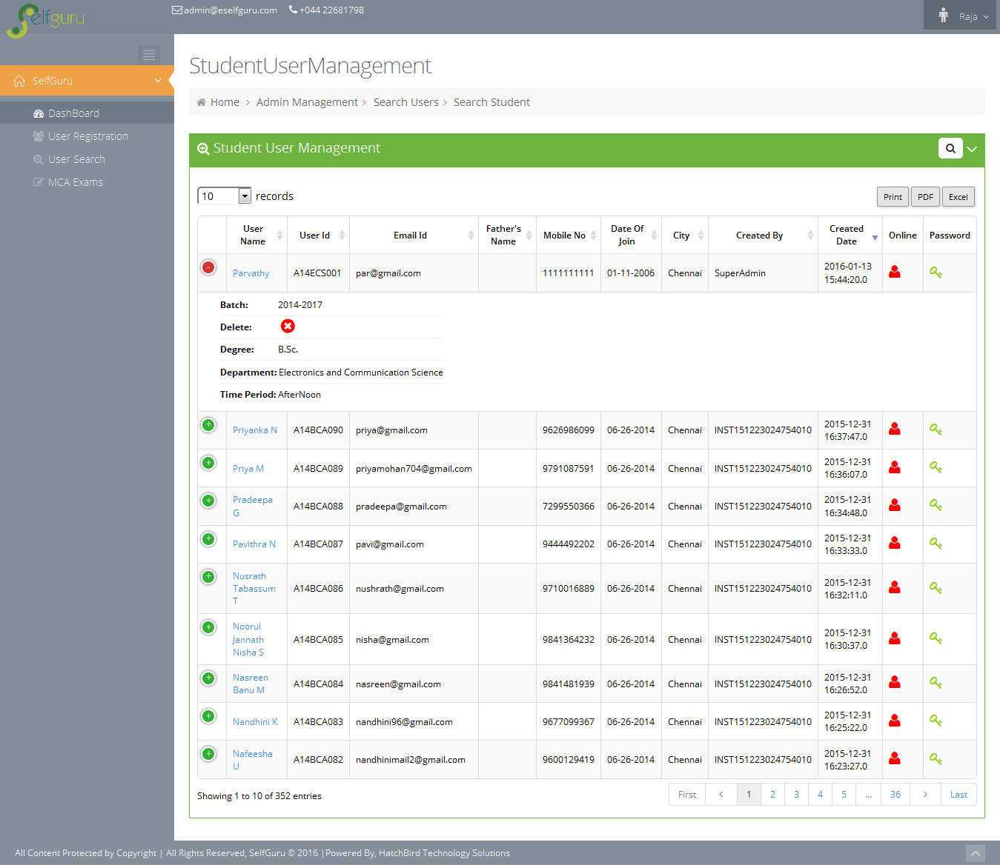 Selfguru
admin@eselfguru.com +044 22681798
Raja
SelfGuru
DashBoard
User Registration
User Search
MCA Exams
StudentUserManagement
Home > Admin Management > Search Users > Search Student
Student User Management
10 records
Print PDF Excel
User Name User Id Email Id Father's Name Mobile No Date Of Join City Created By Created Date Online Password
- Parvathy A14ECS001 par@gmail.com 1111111111 01-11-2006 Chennai SuperAdmin 2016-01-13 15:44:20.0
Batch: 2014-2017
Delete:
Degree: B.Sc.
Department: Electronics and Communication Science
Time Period: AfterNoon
+ Priyanka N A14BCA090 priya@gmail.com 9626986099 06-26-2014 Chennai INST151223024754010 2015-12-31 16:37:47.0
+ Priya M A14BCA089 priyamohan704@gmail.com 9791087591 06-26-2014 Chennai INST151223024754010 2015-12-31 16:36:07.0
+ Pradeepa G A14BCA088 pradeepa@gmail.com 7299550366 06-26-2014 Chennai INST151223024754010 2015-12-31 16:34:48.0
+ Pavithra N A14BCA087 pavi@gmail.com 9444492202 06-26-2014 Chennai INST151223024754010 2015-12-31 16:33:33.0
+ Nusrath Tabassum T A14BCA086 nushrath@gmail.com 9710016889 06-26-2014 Chennai INST151223024754010 2015-12-31 16:32:11.0
+ Noorul Jannath Nisha S A14BCA085 nisha@gmail.com 9841364232 06-26-2014 Chennai INST151223024754010 2015-12-31 16:30:37.0
+ Nasreen Banu M A14BCA084 nasreen@gmail.com 9841481939 06-26-2014 Chennai INST151223024754010 2015-12-31 16:26:52.0
+ Nandhini K A14BCA083 nandhini96@gmail.com 9677099367 06-26-2014 Chennai INST151223024754010 2015-12-31 16:25:22.0
+ Nafeesha U A14BCA082 nandhinimail2@gmail.com 9600129419 06-26-2014 Chennai INST151223024754010 2015-12-31 16:23:27.0
Showing 1 to 10 of 352 entries
First < 1 2 3 4 5 ... 36 > Last
All Content Protected by Copyright | All Rights Reserved, SelfGuru © 2016 |Powered By, HatchBird Technology Solutions